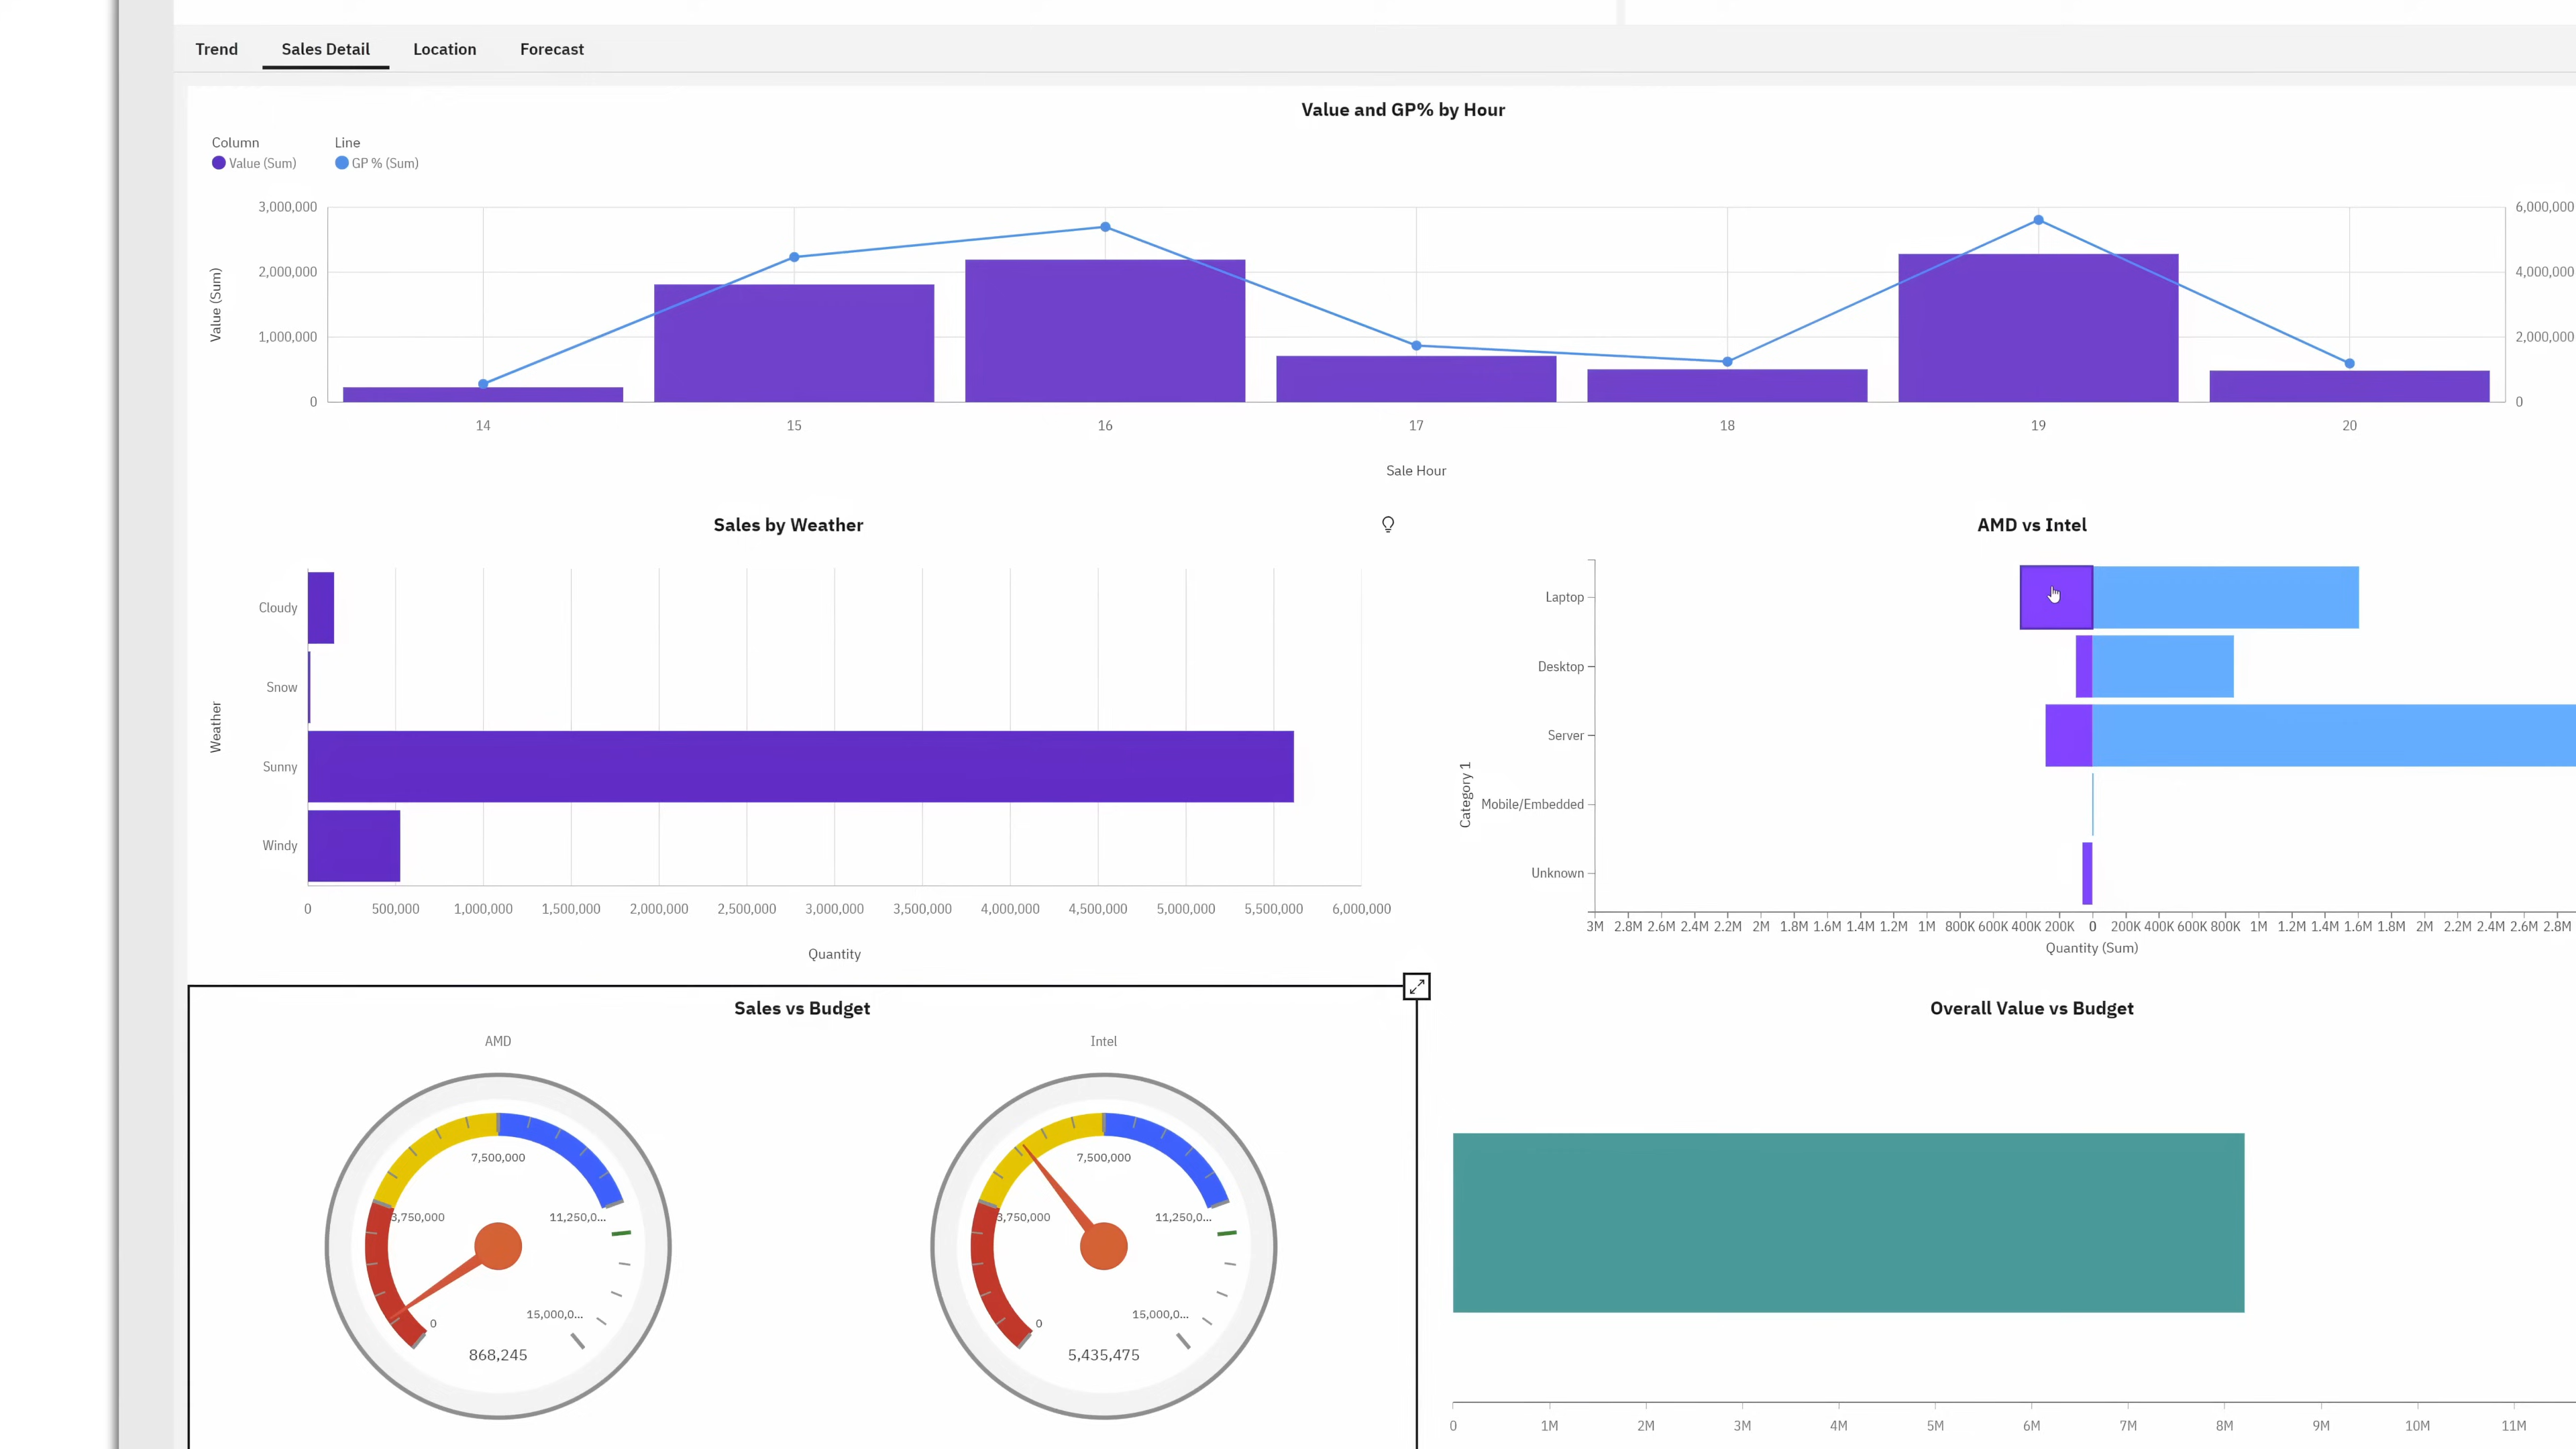 Trend Sales Detail Location Forecast
Value and GP% by Hour
Column Line
Value (Sum) GP % (Sum)
3,000,000 6,000,000
2,000,000 4,000,000
1,000,000 2,000,000
0 0
Value (Sum)
14 15 16 17 18 19 20
Sale Hour
Sales by Weather
Weather
Cloudy
Snow
Sunny
Windy
0 500,000 1,000,000 1,500,000 2,000,000 2,500,000 3,000,000 3,500,000 4,000,000 4,500,000 5,000,000 5,500,000 6,000,000
Quantity
AMD vs Intel
Category 1
Laptop
Desktop
Server
Mobile/Embedded
Unknown
3M 2.8M 2.6M 2.4M 2.2M 2M 1.8M 1.6M 1.4M 1.2M 1M 800K 600K 400K 200K 0 200K 400K 600K 800K 1M 1.2M 1.4M 1.6M 1.8M 2M 2.2M 2.4M 2.6M 2.8M
Quantity (Sum)
Sales vs Budget
AMD
7,500,000
3,750,000 11,250,0...
0 15,000,0...
868,245
Intel
7,500,000
3,750,000 11,250,0...
0 15,000,0...
5,435,475
Overall Value vs Budget
0 1M 2M 3M 4M 5M 6M 7M 8M 9M 10M 11M